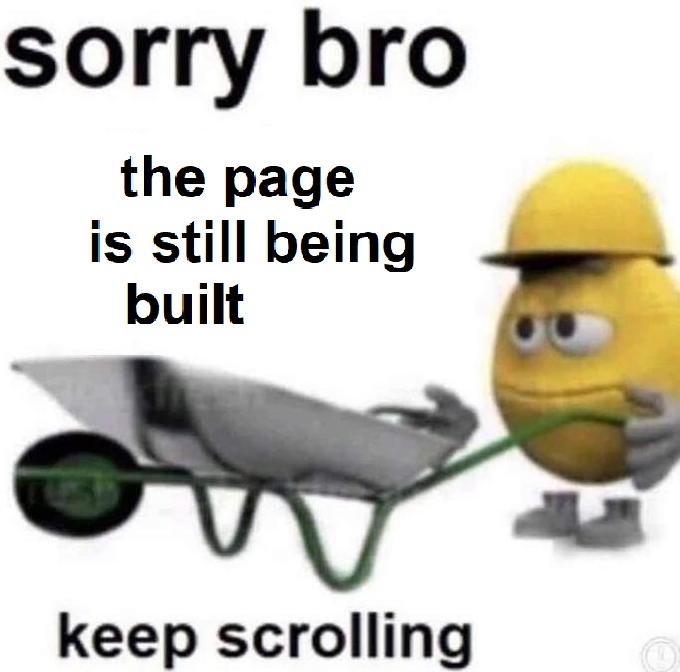 sorry bro
the page
is still being
built
keep scrolling